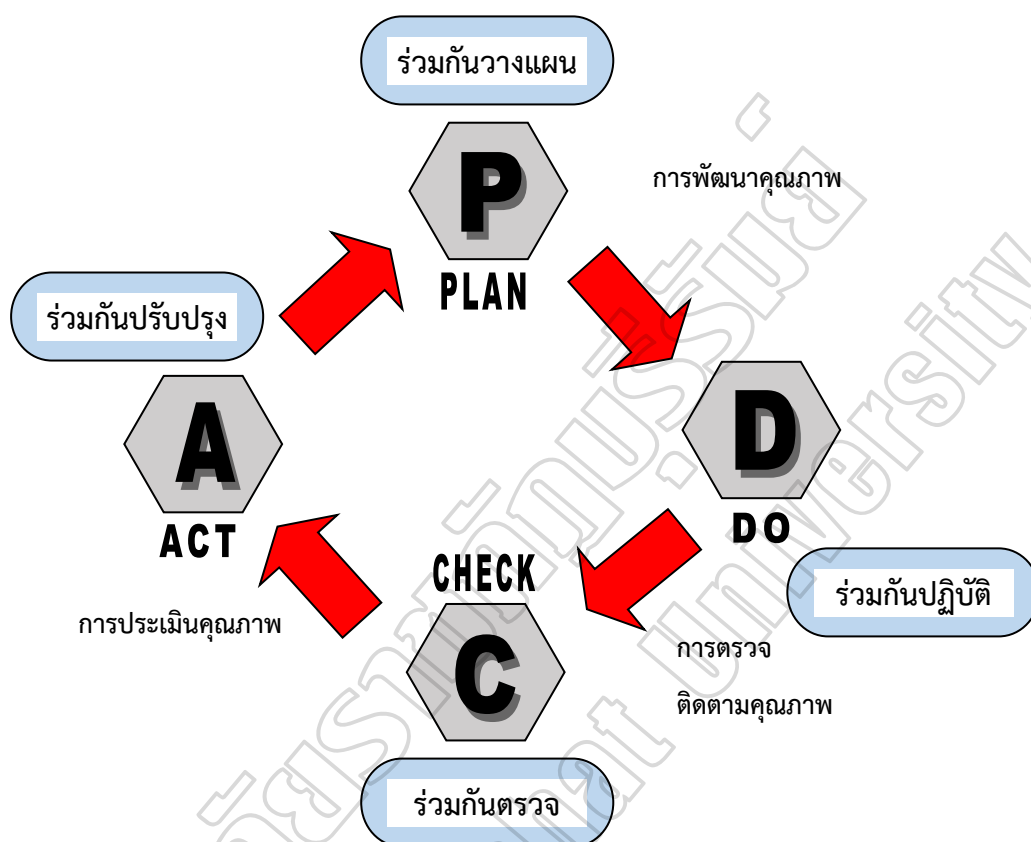 ร่วมกันวางแผน
P
PLAN
การพัฒนาคุณภาพ
ร่วมกันปรับปรุง
A
ACT
D
DO
CHECK
C
ร่วมกันปฏิบัติ
การประเมินคุณภาพ
การตรวจ
ติดตามคุณภาพ
ร่วมกันตรวจ
University